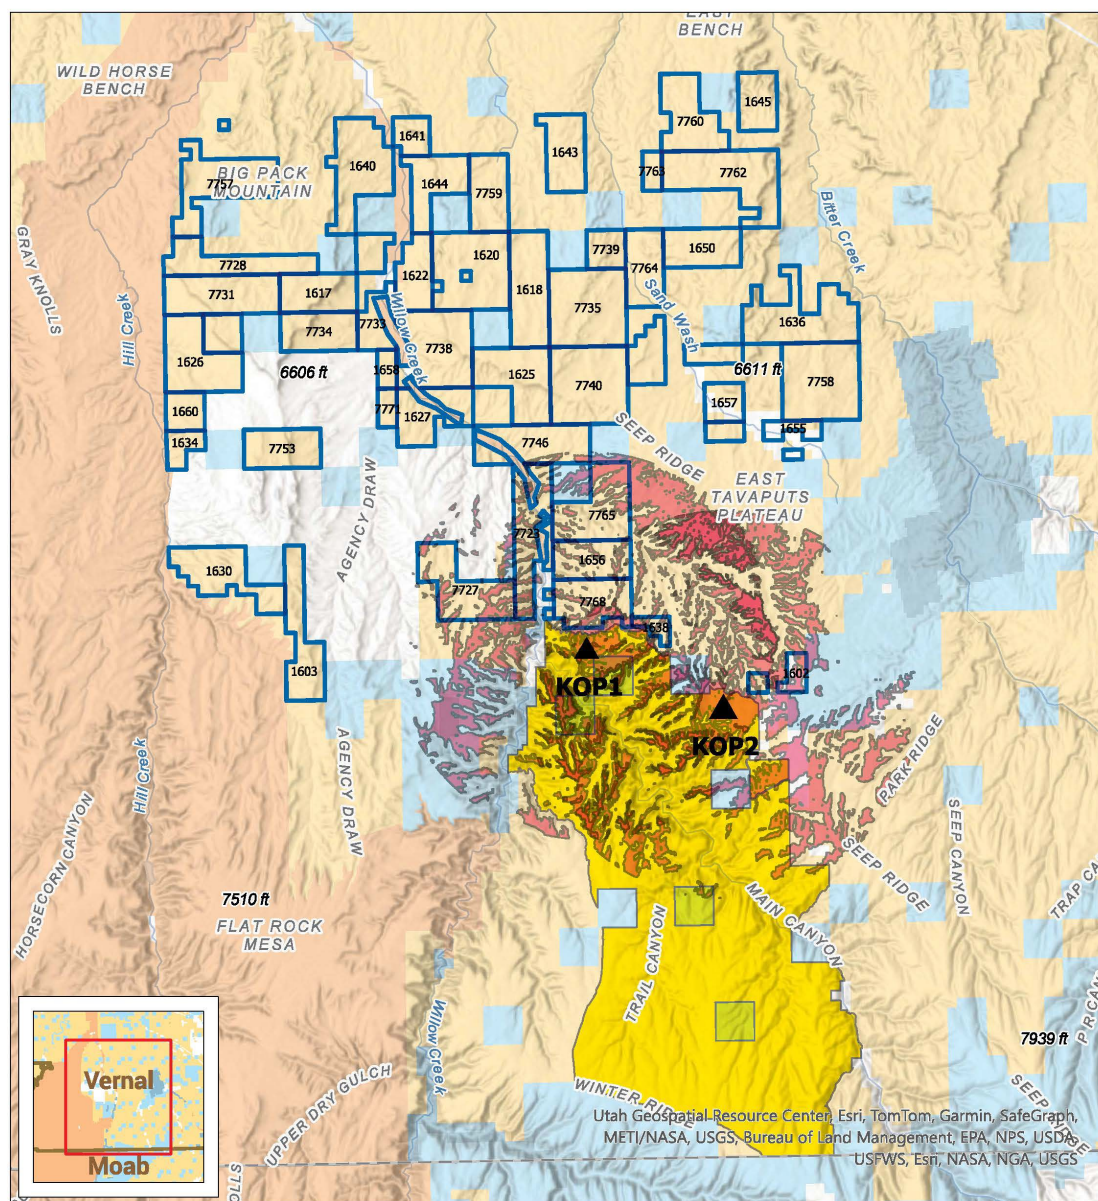 EAST
BENCH
WILD HORSE
BENCH
1645
7760
1641
1643
1640
7763
7762
1644
7759
BIG PACK
MOUNTAIN
7757
Bitter Creek
GRAY KNOLLS
7739
1650
1620
7764
7728
1622
1618
7731
1617
7735
Sand Wash
Hill Creek
Willow Creek
7733
7734
1636
7738
1626
6606 ft
1658
1625
7740
6611 ft
7758
1660
7771
1627
1657
1634
7753
7746
SEEP RIDGE
1655
EAST
TAVAPUTS
PLATEAU
AGENCY DRAW
7765
7723
1656
1630
7727
7768
1638
1603
1602
KOP1
KOP2
Hill Creek
AGENCY DRAW
PARK RIDGE
HORSECORN CANYON
SEEP RIDGE
SEEP CANYON
TRAP CA
7510 ft
FLAT ROCK
MESA
MAIN CANYON
TRAIL CANYON
Willow Creek
7939 ft
P R CAN
WINTER RIDGE
SEEP RIDGE
UPPER DRY GULCH
OLLS
Vernal
Moab
Utah Geospatial Resource Center, Esri, TomTom, Garmin, SafeGraph,
METI/NASA, USGS, Bureau of Land Management, EPA, NPS, USDA,
USFWS, Esri, NASA, NGA, USGS